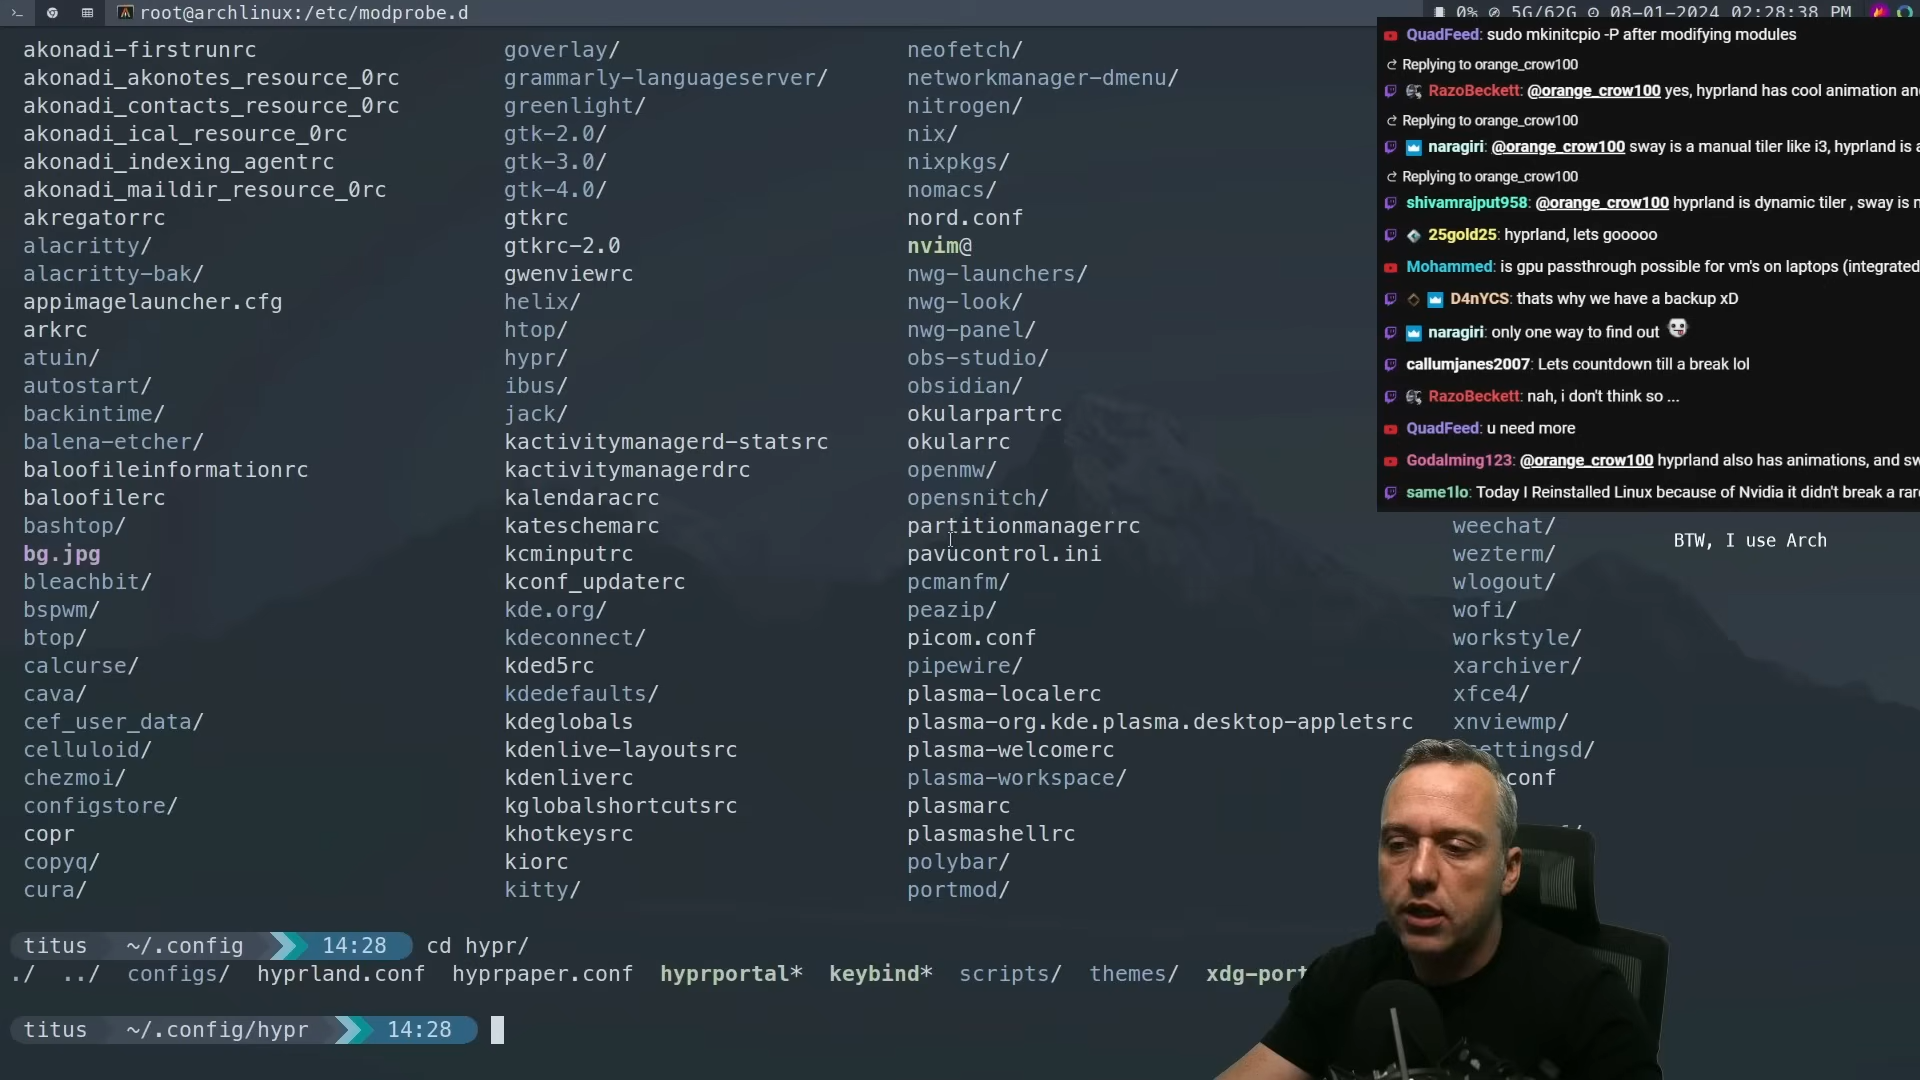 root@archlinux:/etc/modprobe.d
0% 5G/62G 08-01-2024 02:28:38 PM
akonadi-firstrunrc
akonadi_akonotes_resource_0rc
akonadi_contacts_resource_0rc
akonadi_ical_resource_0rc
akonadi_indexing_agentrc
akonadi_maildir_resource_0rc
akregatorrc
alacritty/
alacritty-bak/
appimagelauncher.cfg
arkrc
atuin/
autostart/
backintime/
balena-etcher/
baloofileinformationrc
baloofilerc
bashtop/
bg.jpg
bleachbit/
bspwm/
btop/
calcurse/
cava/
cef_user_data/
celluloid/
chezmoi/
configstore/
copr
copyq/
cura/
goverlay/
grammarly-languageserver/
greenlight/
gtk-2.0/
gtk-3.0/
gtk-4.0/
gtkrc
gtkrc-2.0
gwenviewrc
helix/
htop/
hypr/
ibus/
jack/
kactivitymanagerd-statsrc
kactivitymanagerdrc
kalendaracrc
kateschemarc
kcminputrc
kconf_updaterc
kde.org/
kdeconnect/
kded5rc
kdedefaults/
kdeglobals
kdenlive-layoutsrc
kdenliverc
kglobalshortcutsrc
khotkeysrc
kiorc
kitty/
neofetch/
networkmanager-dmenu/
nitrogen/
nix/
nixpkgs/
nomacs/
nord.conf
nvim@
nwg-launchers/
nwg-look/
nwg-panel/
obs-studio/
obsidian/
okularpartrc
okularrc
openmw/
opensnitch/
partitionmanagerrc
pavucontrol.ini
pcmanfm/
peazip/
picom.conf
pipewire/
plasma-localerc
plasma-org.kde.plasma.desktop-appletsrc
plasma-welcomerc
plasma-workspace/
plasmarc
plasmashellrc
polybar/
portmod/
weechat/
wezterm/
wlogout/
wofi/
workstyle/
xarchiver/
xfce4/
xnviewmp/
ettingsd/
conf
QuadFeed: sudo mkinitcpio -P after modifying modules
Replying to orange_crow100
RazoBeckett: @orange_crow100 yes, hyprland has cool animation an
Replying to orange_crow100
naragiri: @orange_crow100 sway is a manual tiler like i3, hyprland is a
Replying to orange_crow100
shivamrajput958: @orange_crow100 hyprland is dynamic tiler , sway is
25gold25: hyprland, lets gooooo
Mohammed: is gpu passthrough possible for vm's on laptops (integrated
D4nYCS: thats why we have a backup xD
naragiri: only one way to find out
callumjanes2007: Lets countdown till a break lol
RazoBeckett: nah, i don't think so ...
QuadFeed: u need more
Godalming123: @orange_crow100 hyprland also has animations, and sw
same1lo: Today I Reinstalled Linux because of Nvidia it didn't break a rar
BTW, I use Arch
titus ~/.config 14:28 cd hypr/
./ ../ configs/ hyprland.conf hyprpaper.conf hyprportal* keybind* scripts/ themes/ xdg-port
titus ~/.config/hypr 14:28